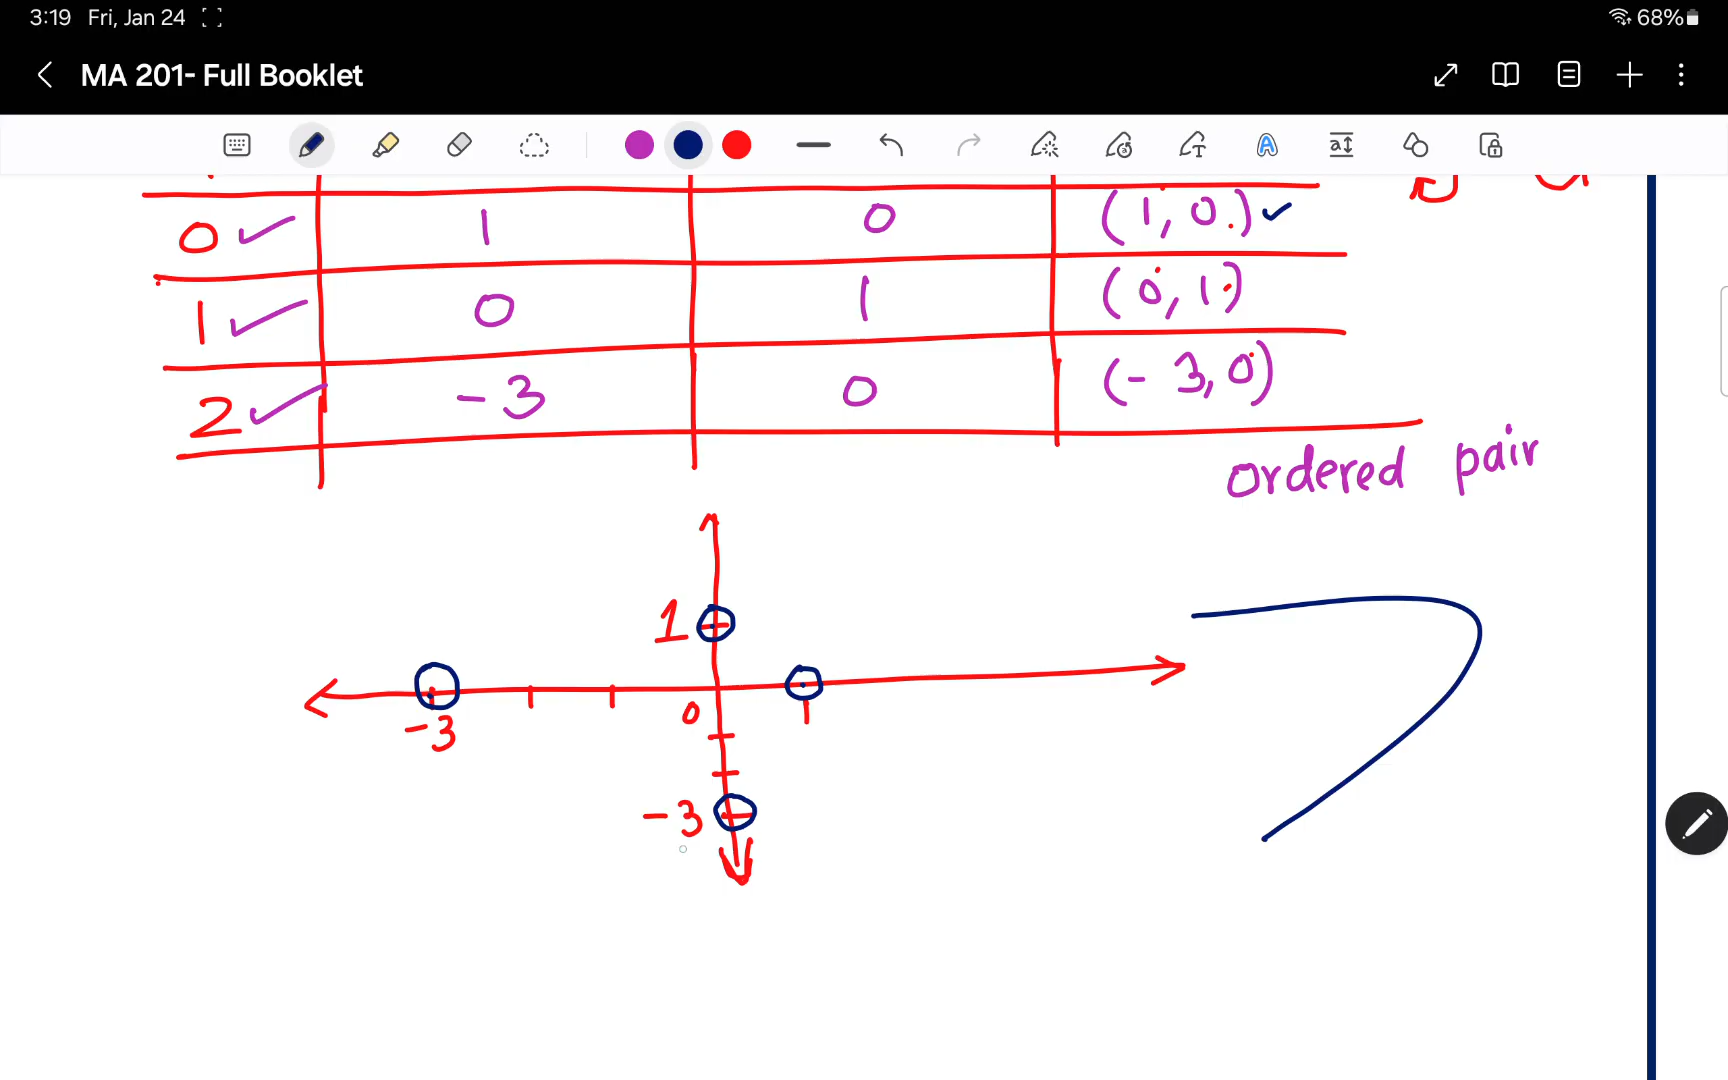 3:19 Fri, Jan 24 68%
MA 201- Full Booklet
0 1 0 (1, 0)
1 0 1 (0, 1)
2 -3 0 (-3, 0)
ordered pair
1
0
-3
-3